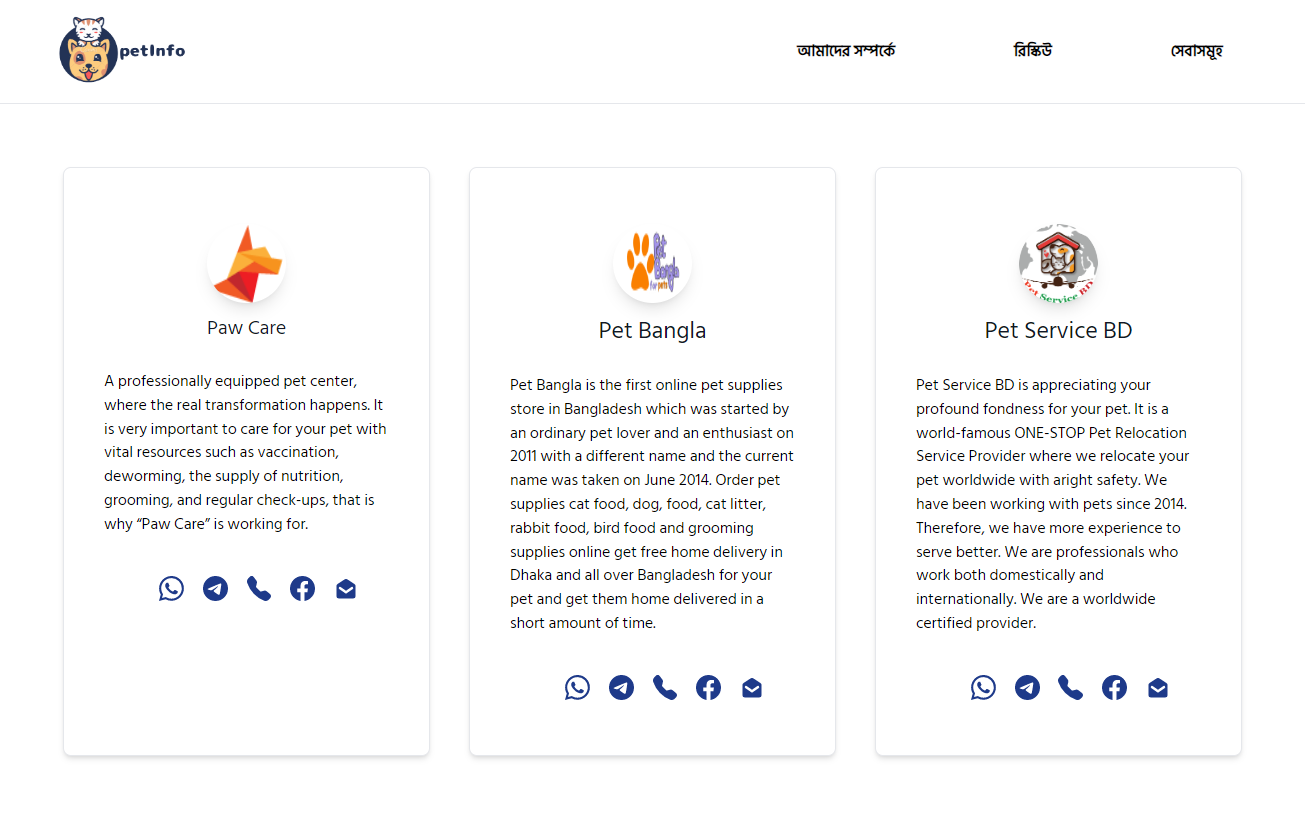 petInfo
আমাদের সম্পর্কে
রিস্কিউ
সেবাসমূহ
Paw Care
A professionally equipped pet center,
where the real transformation happens. It
is very important to care for your pet with
vital resources such as vaccination,
deworming, the supply of nutrition,
grooming, and regular check-ups, that is
why “Paw Care” is working for.
Pet
Bangla
for pets
Pet Bangla
Pet Bangla is the first online pet supplies
store in Bangladesh which was started by
an ordinary pet lover and an enthusiast on
2011 with a different name and the current
name was taken on June 2014. Order pet
supplies cat food, dog, food, cat litter,
rabbit food, bird food and grooming
supplies online get free home delivery in
Dhaka and all over Bangladesh for your
pet and get them home delivered in a
short amount of time.
Pet Service BD
Pet Service BD
Pet Service BD is appreciating your
profound fondness for your pet. It is a
world-famous ONE-STOP Pet Relocation
Service Provider where we relocate your
pet worldwide with aright safety. We
have been working with pets since 2014.
Therefore, we have more experience to
serve better. We are professionals who
work both domestically and
internationally. We are a worldwide
certified provider.